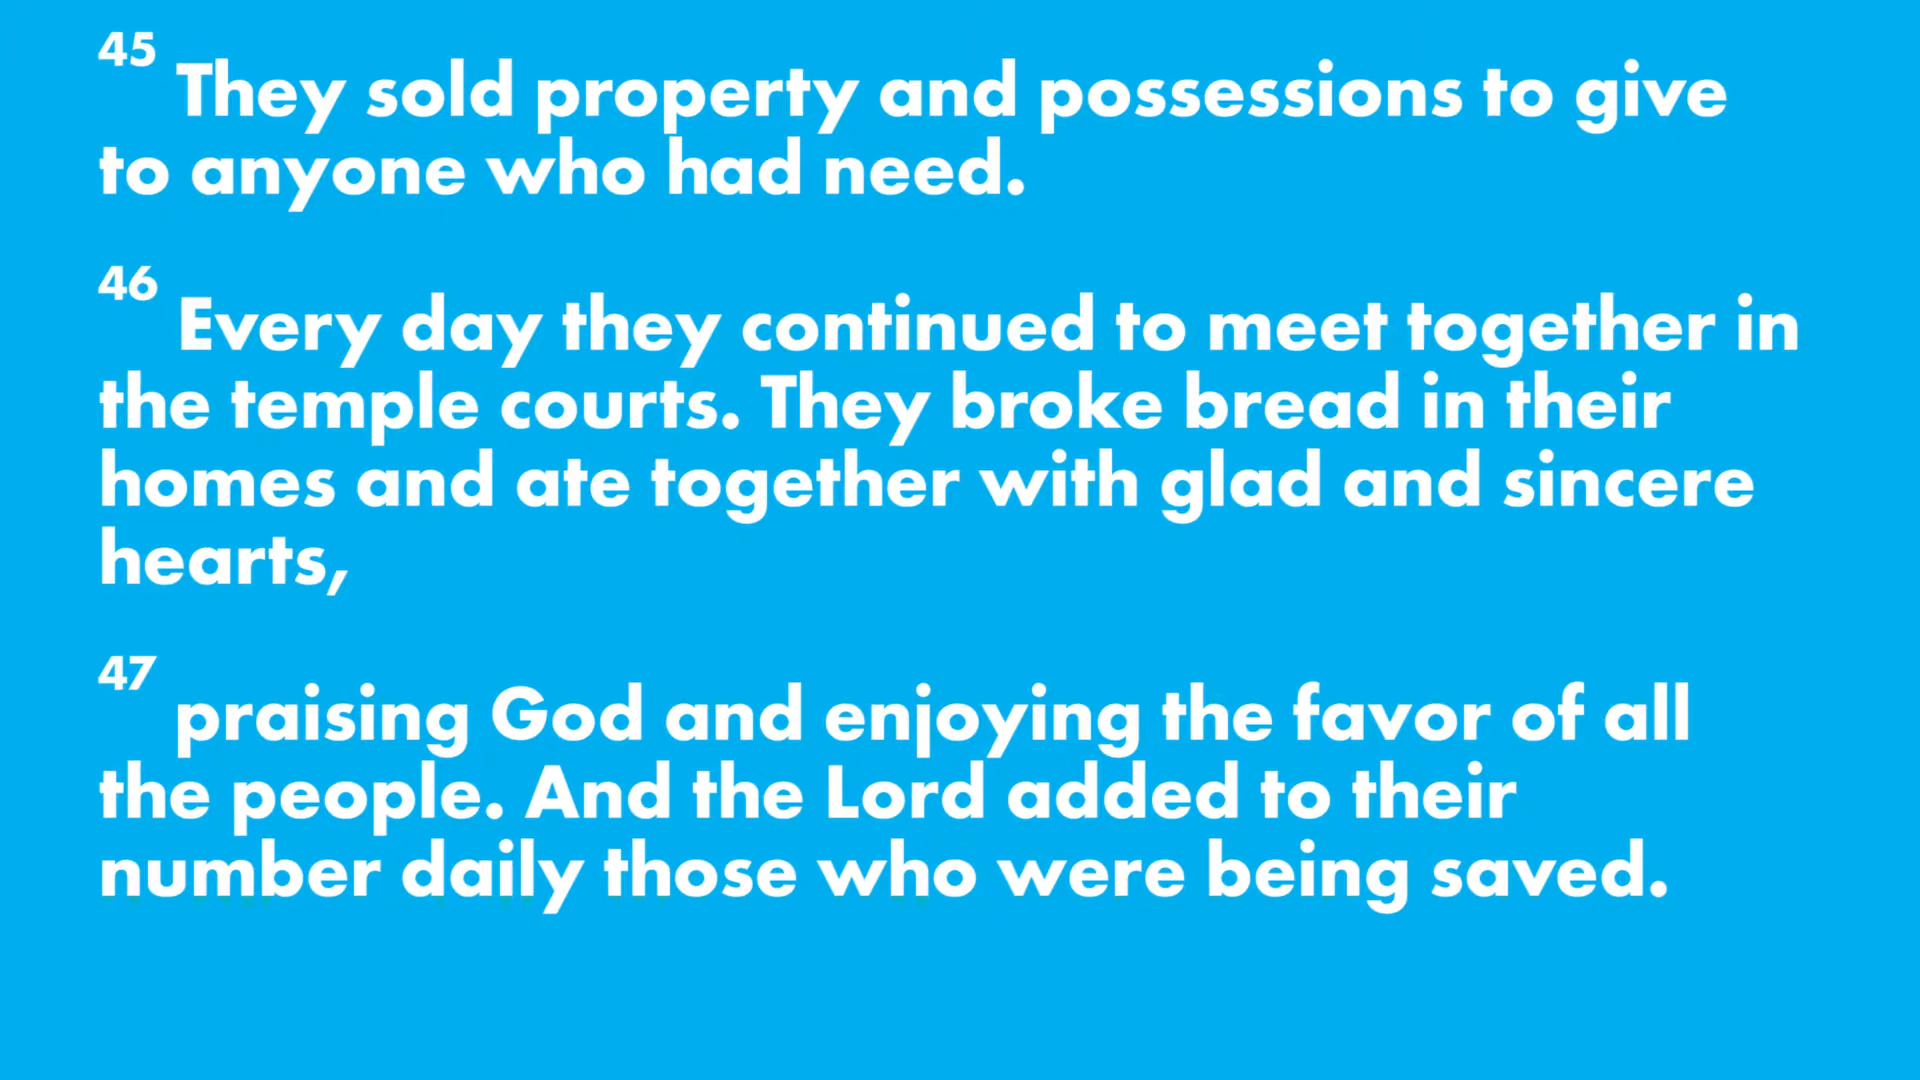 45 They sold property and possessions to give
to anyone who had need.
46 Every day they continued to meet together in
the temple courts. They broke bread in their
homes and ate together with glad and sincere
hearts,
47 praising God and enjoying the favor of all
the people. And the Lord added to their
number daily those who were being saved.